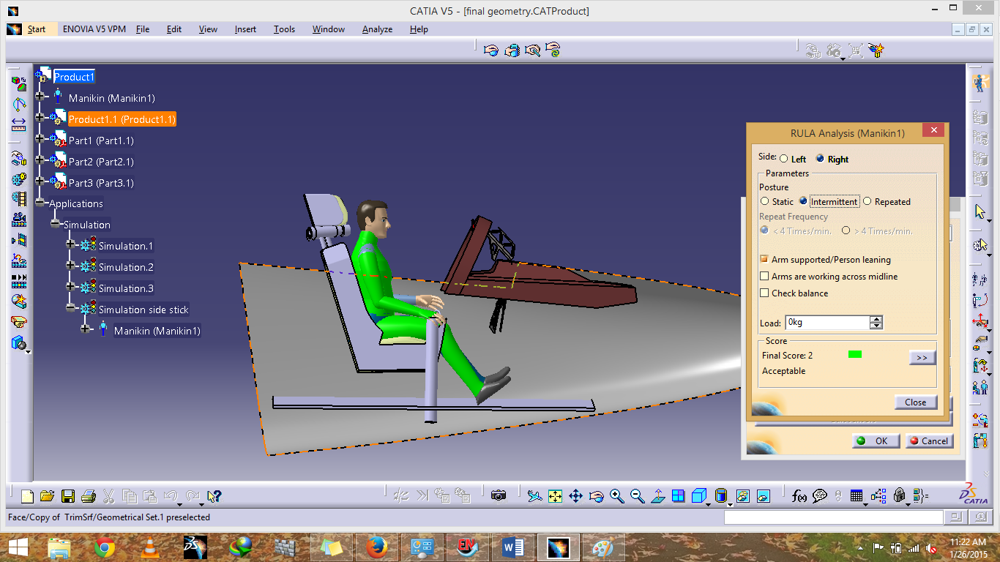 CATIA V5 - [final geometry.CATProduct]
Start ENOVIA V5 VPM File Edit View Insert Tools Window Analyze Help
Product1
Manikin (Manikin1)
Product1.1 (Product1.1)
Part1 (Part1.1)
Part2 (Part2.1)
Part3 (Part3.1)
Applications
Simulation
Simulation.1
Simulation.2
Simulation.3
Simulation side stick
Manikin (Manikin1)
RULA Analysis (Manikin1)
Side: Left Right
Parameters
Posture
Static Intermittent Repeated
Repeat Frequency
< 4 Times/min. > 4 Times/min.
Arm supported/Person leaning
Arms are working across midline
Check balance
Load: 0kg
Score
Final Score: 2
>>
Acceptable
Close
OK Cancel
f(x)
CATIA
Face/Copy of TrimSrf/Geometrical Set.1 preselected
EN
W
11:22 AM
1/26/2015